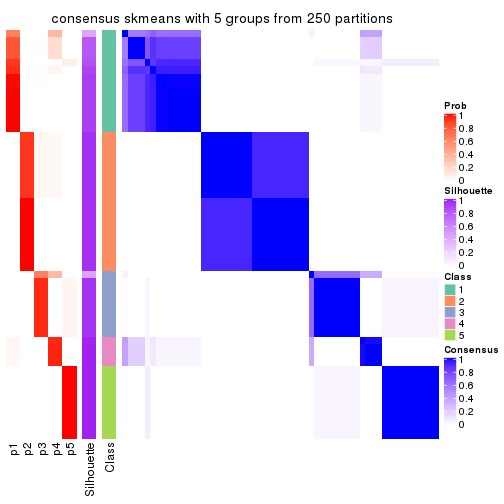 consensus skmeans with 5 groups from 250 partitions
Prob
1
0.8
0.6
0.4
0.2
0
Silhouette
1
0.8
0.6
0.4
0.2
0
Class
1
2
3
4
5
Consensus
1
0.8
0.6
0.4
0.2
0
p1
p2
p3
p4
p5
Silhouette
Class